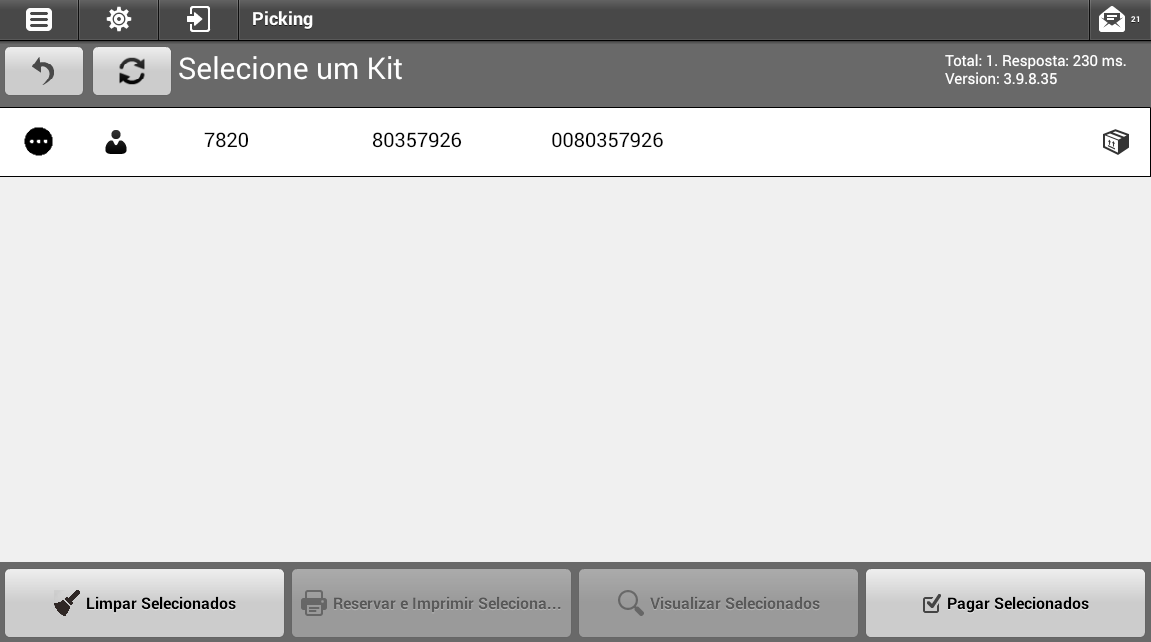 Picking
21
Selecione um Kit
Total: 1. Resposta: 230 ms.
Version: 3.9.8.35
7820 80357926 0080357926
Limpar Selecionados
Reservar e Imprimir Seleciona...
Visualizar Selecionados
Pagar Selecionados